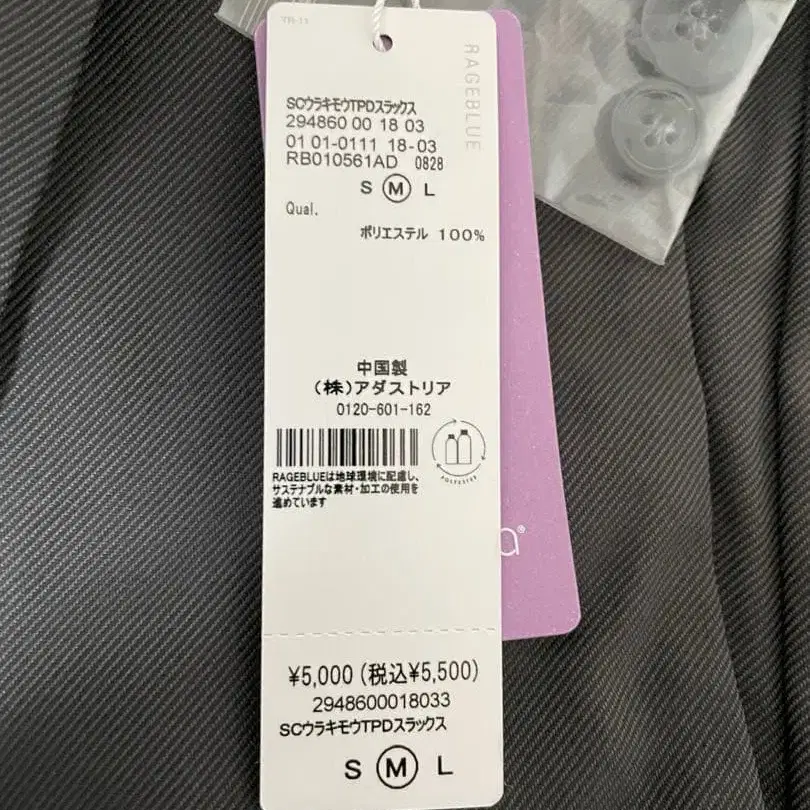 RAGEBLUE
SCウラキモウTPDスラックス
294860 00 18 03
01 01-0111 18-03
RB010561AD 0828
S M L
Qual.
ポリエステル 100%
中国製
(株)アダストリア
0120-601-162
POLYESTER
RAGEBLUEは地球環境に配慮し、
サステナブルな素材・加工の使用を
進めています
a®
¥5,000(税込¥5,500)
2948600018033
SCウラキモウTPDスラックス
S M L